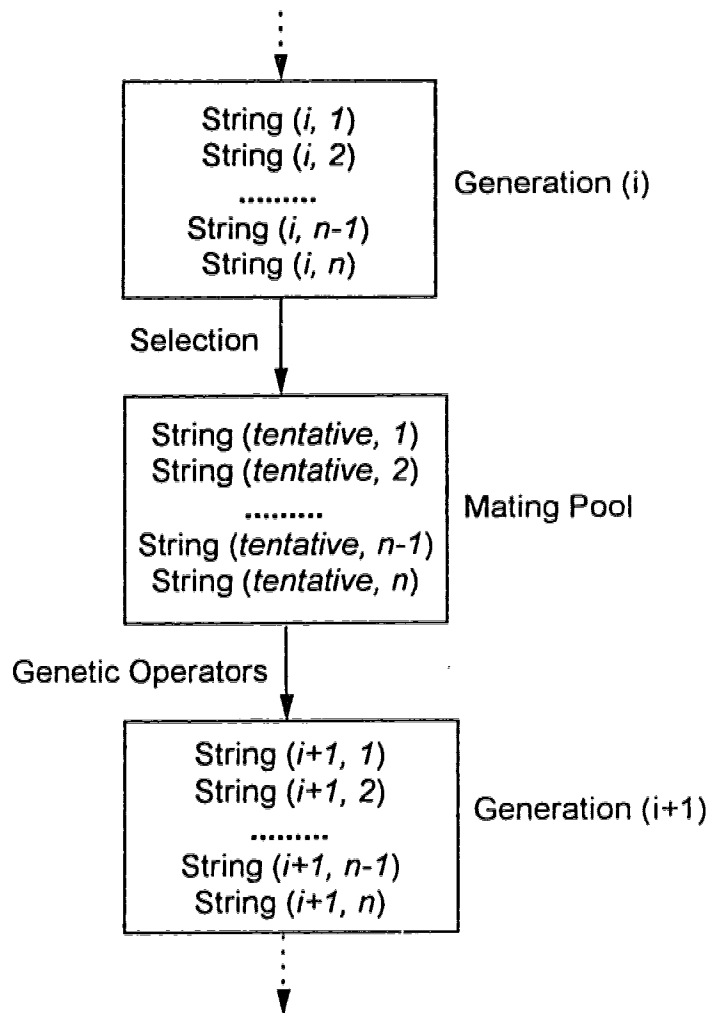 String (i, 1)
String (i, 2)
.........
String (i, n-1)
String (i, n)
Generation (i)
Selection
String (tentative, 1)
String (tentative, 2)
.........
String (tentative, n-1)
String (tentative, n)
Mating Pool
Genetic Operators
String (i+1, 1)
String (i+1, 2)
.........
String (i+1, n-1)
String (i+1, n)
Generation (i+1)